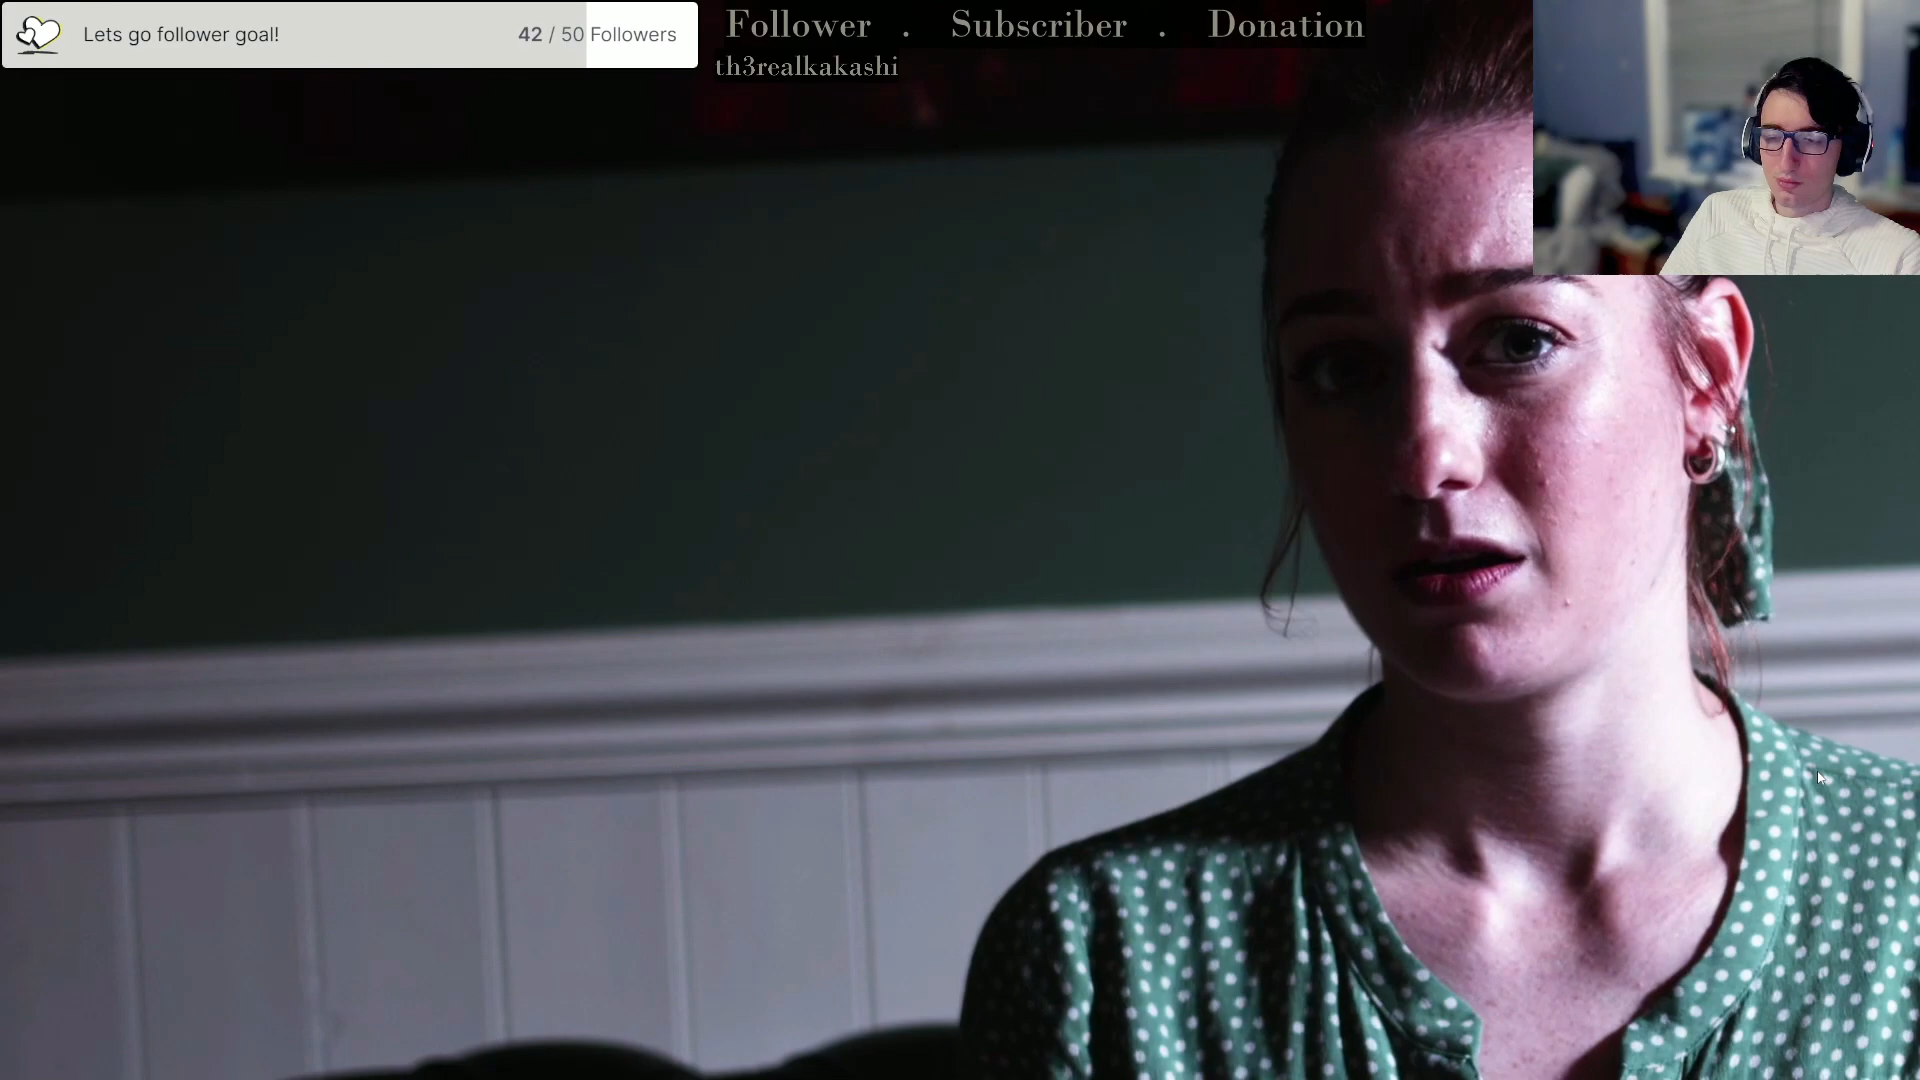 Lets go follower goal! 42 / 50 Followers
Follower . Subscriber . Donation
th3realkakashi